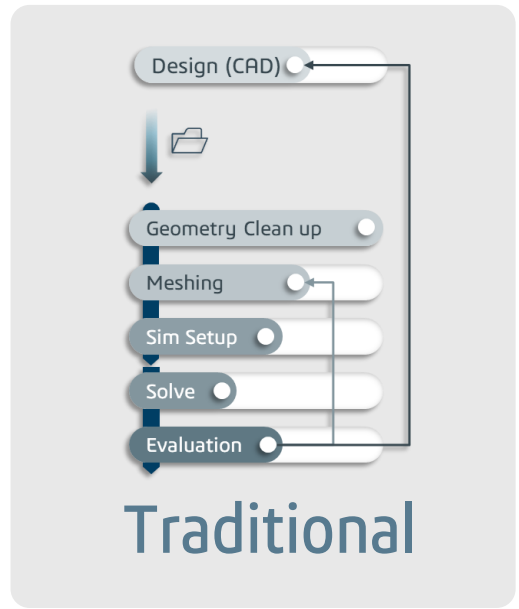 Design (CAD)
Geometry Clean up
Meshing
Sim Setup
Solve
Evaluation
Traditional